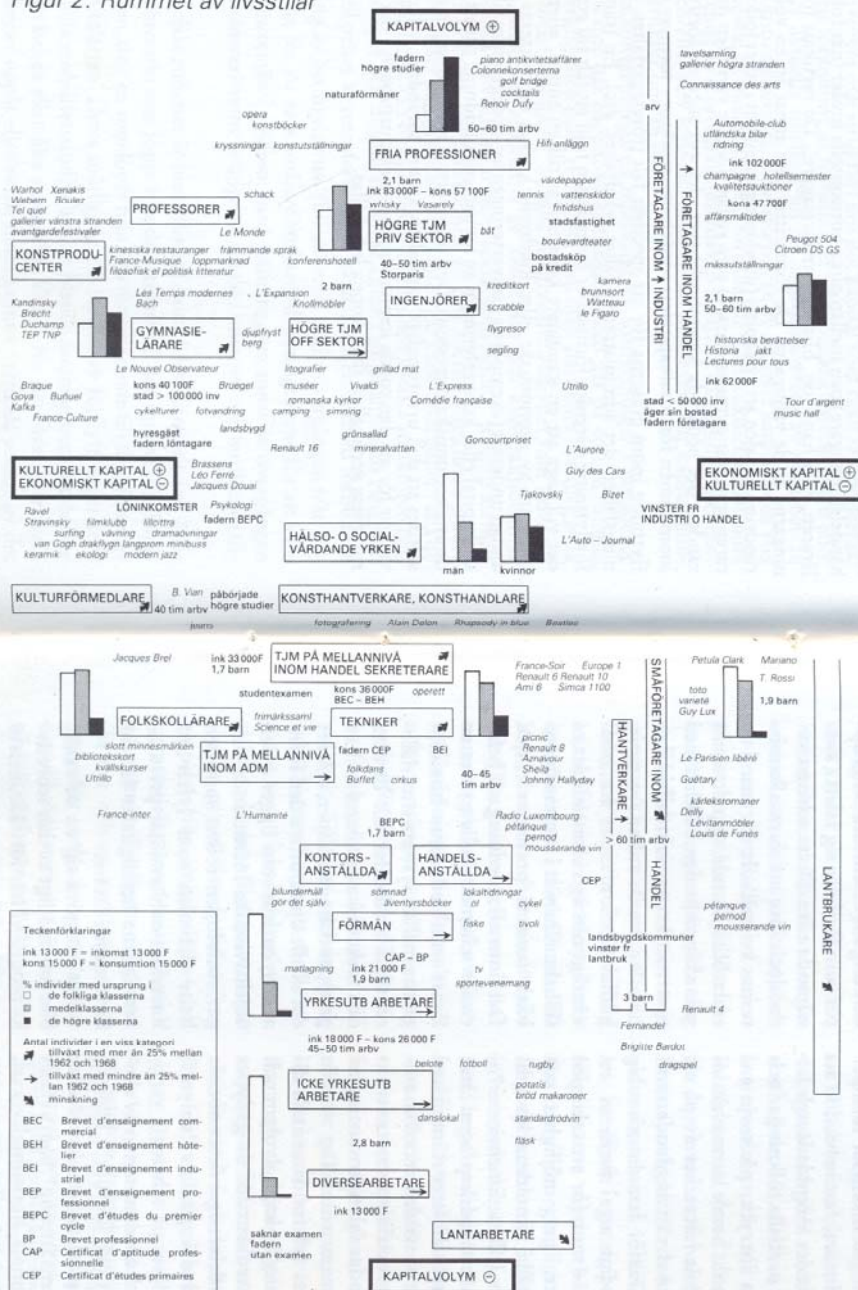 Figur 2. Rummet av livsstilar
KAPITALVOLYM ⊕
fadern
högre studier
naturaförmåner
piano antikvitetsaffärer
Colonnekonserterna
golf bridge
cocktails
Renoir Dufy
50–60 tim arbv
opera
konstböcker
kryssningar konstutställningar
FRIA PROFESSIONER
Hifi-anläggn
2,1 barn
ink 83 000F – kons 57 100F
whisky Vasarely
värdepapper
tennis vattenskidor
fritidshus
stadsfastighet
båt
boulevardteater
bostadsköp
på kredit
arv
FÖRETAGARE INOM INDUSTRI
FÖRETAGARE INOM HANDEL
tavelsamling
gallerier högra stranden
Connaissance des arts
Automobile-club
utländska bilar
ridning
ink 102 000F
champagne hotellsemester
kvalitetsauktioner
kons 47 700F
affärsmåltider
Peugot 504
Citroen DS GS
mässutställningar
2,1 barn
50–60 tim arbv
historiska berättelser
Historia jakt
Lectures pour tous
ink 62 000F
stad < 50 000 inv
äger sin bostad
fadern företagare
Tour d'argent
music hall
Warhol Xenakis
Webern Boulez
Tel quel
gallerier vänstra stranden
avantgardefestivaler
PROFESSORER
schack
Le Monde
KONSTPRODU-
CENTER
kinesiska restauranger främmande språk
France-Musique loppmarknad
filosofisk el politisk litteratur
konferenshotell
HÖGRE TJM
PRIV SEKTOR
40–50 tim arbv
Storparis
2 barn
INGENJÖRER
kreditkort
scrabble
flygresor
segling
kamera
brunnsort
Watteau
le Figaro
Kandinsky
Brecht
Duchamp
TEP TNP
Les Temps modernes
Bach
L'Expansion
Knollmöbler
GYMNASIE-
LÄRARE
djupfryst
berg
HÖGRE TJM
OFF SEKTOR
Le Nouvel Observateur
litografier
grillad mat
Braque
Goya Buñuel
Kafka
France-Culture
kons 40 100F
stad > 100 000 inv
Bruegel
museer
Vivaldi
L'Express
Utrillo
romanska kyrkor
Comédie française
cykelturer fotvandring camping simning
hyresgäst
fadern löntagare
landsbygd
Renault 16
grönsallad
mineralvatten
Goncourtpriset
L'Aurore
KULTURELLT KAPITAL ⊕
EKONOMISKT KAPITAL ⊖
Brassens
Léo Ferré
Jacques Douai
Guy des Cars
Tjakovskij Bizet
EKONOMISKT KAPITAL ⊕
KULTURELLT KAPITAL ⊖
VINSTER FR
INDUSTRI O HANDEL
Ravel
LÖNINKOMSTER
Psykologi
Stravinsky filmklubb
fadern BEPC
surfing vävning dramaövningar
van Gogh drakflygn långprom minibuss
keramik ekologi modern jazz
HÄLSO- O SOCIAL-
VÅRDANDE YRKEN
män
kvinnor
L'Auto – Journal
KULTURFÖRMEDLARE
B. Vian
40 tim arbv
påbörjade
högre studier
KONSTHANTVERKARE, KONSTHANDLARE
fotografering Alain Delon Rhapsody in blue Beatles
Jacques Brel
ink 33 000F
1,7 barn
TJM PÅ MELLANNIVÅ
INOM HANDEL SEKRETERARE
studentexamen
kons 36 000F
BEC – BEH
operett
FOLKSKOLLÄRARE
frimärkssaml
Science et vie
TEKNIKER
slott minnesmärken
bibliotekskort
kvällskurser
Utrillo
TJM PÅ MELLANNIVÅ
INOM ADM
fadern CEP
BEI
folkdans
Buffet cirkus
40–45
tim arbv
France-Soir Europe 1
Renault 6 Renault 10
Ami 6 Simca 1100
picnic
Renault 8
Aznavour
Sheila
Johnny Hallyday
HANTVERKARE
SMÅFÖRETAGARE INOM HANDEL
Petula Clark Mariano
T. Rossi
toto
varieté
Guy Lux
1,9 barn
Le Parisien libéré
Guétary
kärleksromaner
Delly
Lévitanmöbler
Louis de Funès
LANTBRUKARE
France-inter
L'Humanité
BEPC
1,7 barn
Radio Luxembourg
pétanque
pernod
mousserande vin
> 60 tim arbv
KONTORS-
ANSTÄLLDA
HANDELS-
ANSTÄLLDA
CEP
bilunderhåll
gör det själv
sömnad
äventyrsböcker
lokaltidningar
öl cykel
FÖRMÄN
fiske
tivoli
pétanque
pernod
mousserande vin
landsbygdskommuner
vinster fr
lantbruk
CAP – BP
matlagning
ink 21 000 F
1,9 barn
tv
sportevenemang
YRKESUTB ARBETARE
3 barn
Renault 4
Fernandel
Brigitte Bardot
dragspel
ink 18 000 F – kons 26 000 F
45–50 tim arbv
belote fotboll rugby
ICKE YRKESUTB
ARBETARE
potatis
bröd makaroner
danslokal
standardrödvin
fläsk
2,8 barn
DIVERSEARBETARE
ink 13 000 F
saknar examen
fadern
utan examen
LANTARBETARE
KAPITALVOLYM ⊖
Teckenförklaringar
ink 13 000 F = inkomst 13 000 F
kons 15 000 F = konsumtion 15 000 F
% individer med ursprung i
□ de folkliga klasserna
medelklasserna
■ de högre klasserna
Antal individer i en viss kategori
tillväxt med mer än 25% mellan
1962 och 1968
→ tillväxt med mindre än 25% mel-
lan 1962 och 1968
minskning
BEC Brevet d'enseignement com-
mercial
BEH Brevet d'enseignement hôte-
lier
BEI Brevet d'enseignement indu-
striel
BEP Brevet d'enseignement pro-
fessionnel
BEPC Brevet d'études du premier
cycle
BP Brevet professionnel
CAP Certificat d'aptitude profes-
sionnelle
CEP Certificat d'études primaires